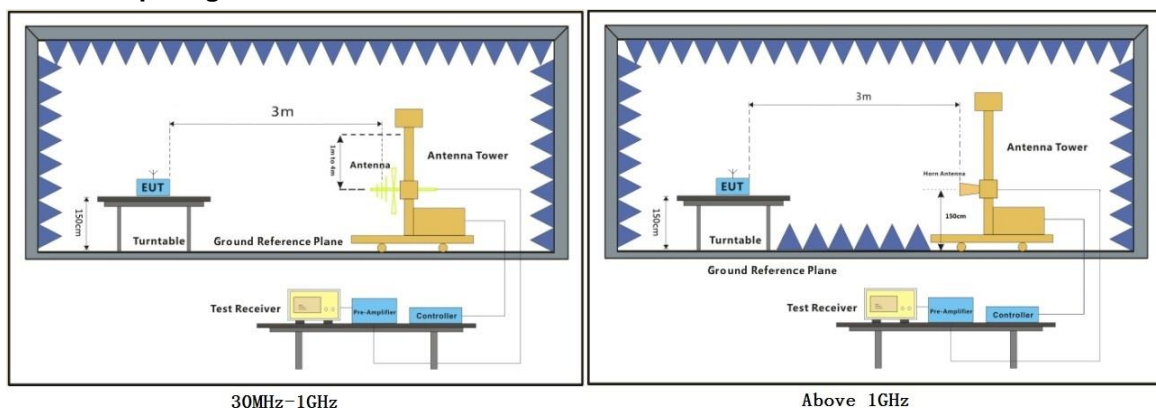 3m
1m to 4m
Antenna
Antenna Tower
EUT
150cm
Turntable
Ground Reference Plane
Test Receiver
Pre-Amplifier
Controller
30MHz-1GHz
3m
Antenna Tower
Horn Antenna
EUT
150cm
150cm
Turntable
Ground Reference Plane
Test Receiver
Pre-Amplifier
Controller
Above 1GHz